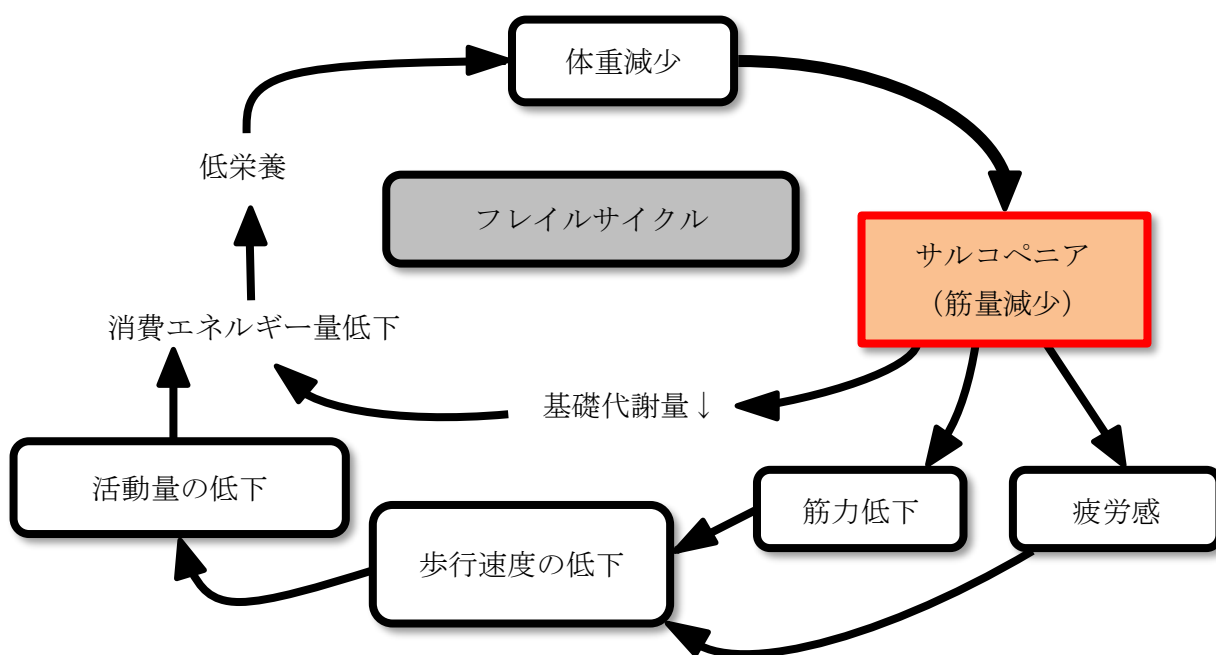 体重減少
低栄養
フレイルサイクル
サルコペニア
（筋量減少）
消費エネルギー量低下
基礎代謝量↓
活動量の低下
筋力低下
疲労感
歩行速度の低下